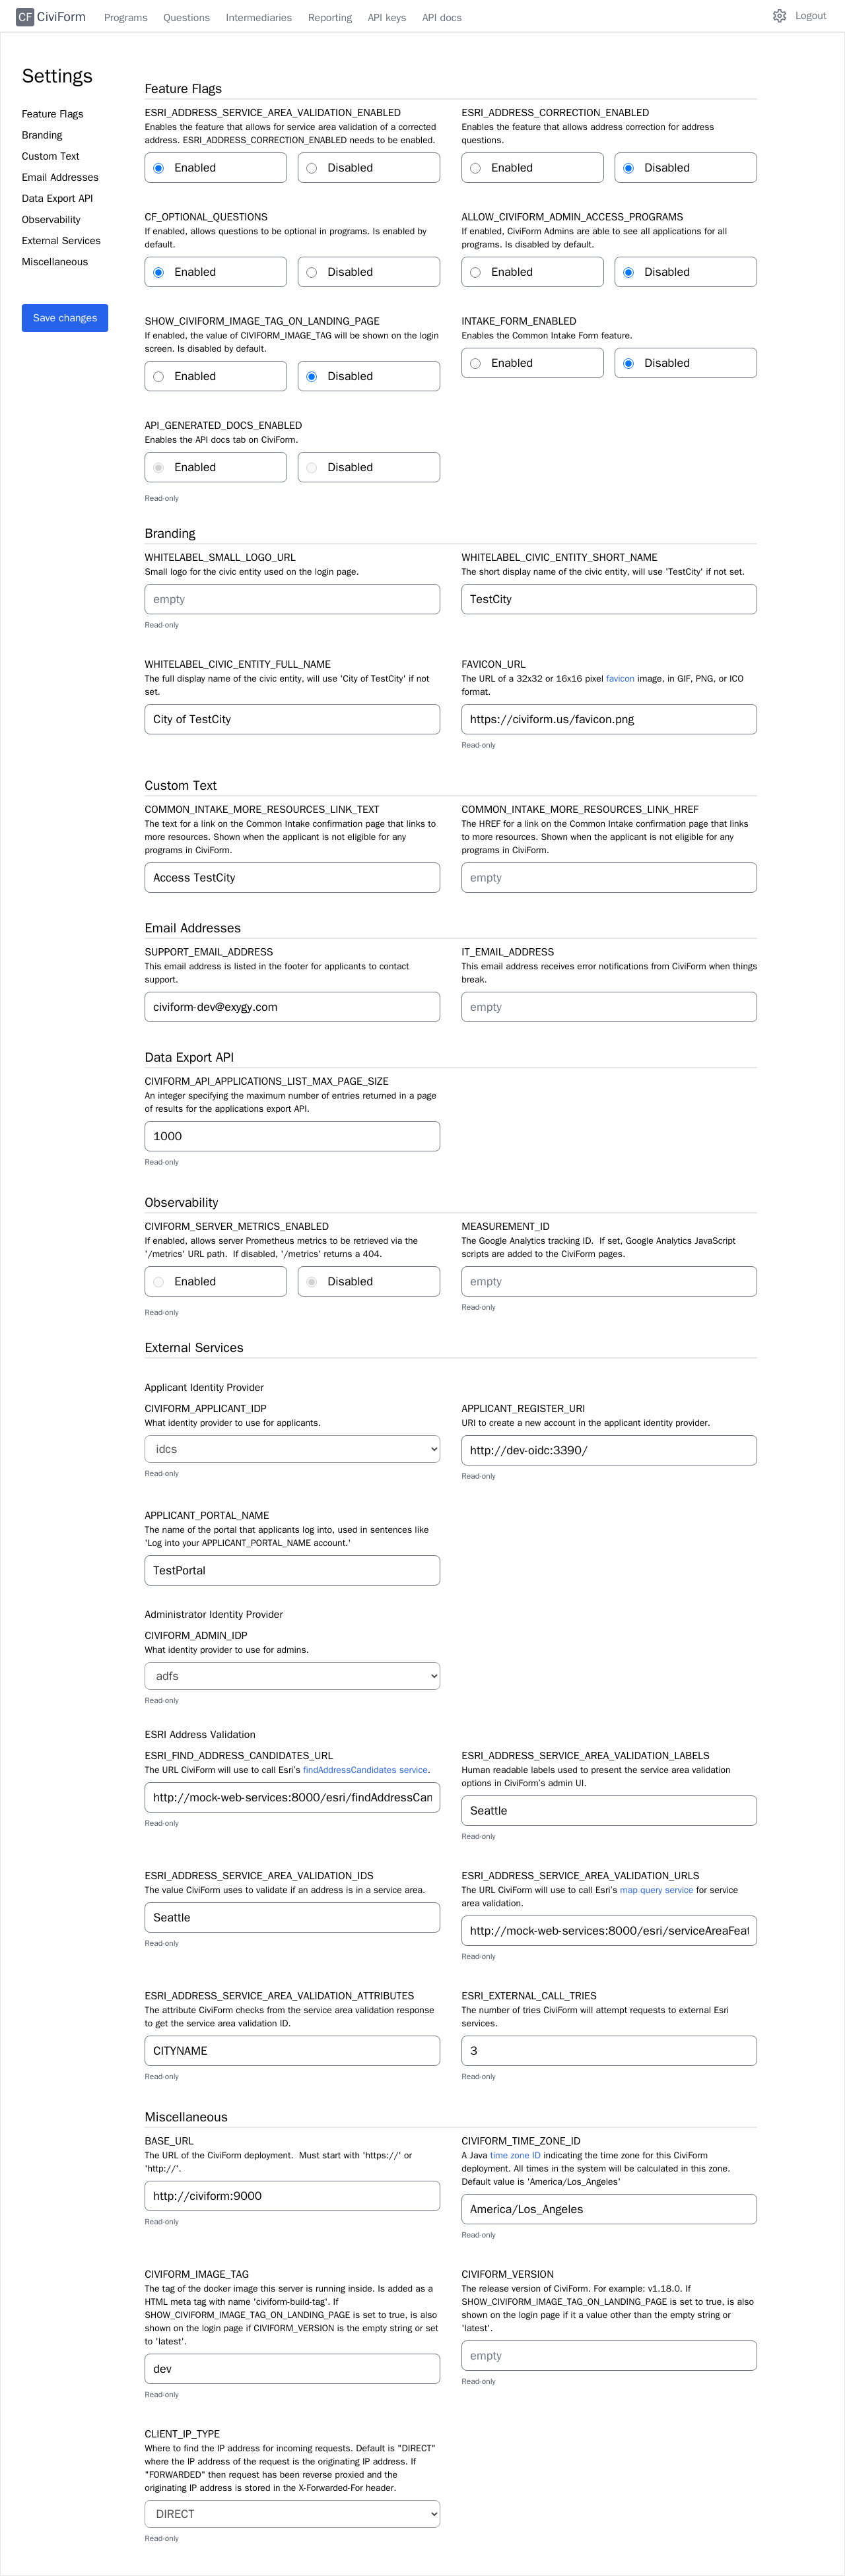 CF CiviForm Programs Questions Intermediaries Reporting API keys API docs Logout
Settings
Feature Flags
Branding
Custom Text
Email Addresses
Data Export API
Observability
External Services
Miscellaneous
Save changes
Feature Flags
ESRI_ADDRESS_SERVICE_AREA_VALIDATION_ENABLED
Enables the feature that allows for service area validation of a corrected
address. ESRI_ADDRESS_CORRECTION_ENABLED needs to be enabled.
Enabled Disabled
ESRI_ADDRESS_CORRECTION_ENABLED
Enables the feature that allows address correction for address
questions.
Enabled Disabled
CF_OPTIONAL_QUESTIONS
If enabled, allows questions to be optional in programs. Is enabled by
default.
Enabled Disabled
ALLOW_CIVIFORM_ADMIN_ACCESS_PROGRAMS
If enabled, CiviForm Admins are able to see all applications for all
programs. Is disabled by default.
Enabled Disabled
SHOW_CIVIFORM_IMAGE_TAG_ON_LANDING_PAGE
If enabled, the value of CIVIFORM_IMAGE_TAG will be shown on the login
screen. Is disabled by default.
Enabled Disabled
INTAKE_FORM_ENABLED
Enables the Common Intake Form feature.
Enabled Disabled
API_GENERATED_DOCS_ENABLED
Enables the API docs tab on CiviForm.
Enabled Disabled
Read-only
Branding
WHITELABEL_SMALL_LOGO_URL
Small logo for the civic entity used on the login page.
empty
Read-only
WHITELABEL_CIVIC_ENTITY_SHORT_NAME
The short display name of the civic entity, will use 'TestCity' if not set.
TestCity
WHITELABEL_CIVIC_ENTITY_FULL_NAME
The full display name of the civic entity, will use 'City of TestCity' if not
set.
City of TestCity
FAVICON_URL
The URL of a 32x32 or 16x16 pixel favicon image, in GIF, PNG, or ICO
format.
https://civiform.us/favicon.png
Read-only
Custom Text
COMMON_INTAKE_MORE_RESOURCES_LINK_TEXT
The text for a link on the Common Intake confirmation page that links to
more resources. Shown when the applicant is not eligible for any
programs in CiviForm.
Access TestCity
COMMON_INTAKE_MORE_RESOURCES_LINK_HREF
The HREF for a link on the Common Intake confirmation page that links
to more resources. Shown when the applicant is not eligible for any
programs in CiviForm.
empty
Email Addresses
SUPPORT_EMAIL_ADDRESS
This email address is listed in the footer for applicants to contact
support.
civiform-dev@exygy.com
IT_EMAIL_ADDRESS
This email address receives error notifications from CiviForm when things
break.
empty
Data Export API
CIVIFORM_API_APPLICATIONS_LIST_MAX_PAGE_SIZE
An integer specifying the maximum number of entries returned in a page
of results for the applications export API.
1000
Read-only
Observability
CIVIFORM_SERVER_METRICS_ENABLED
If enabled, allows server Prometheus metrics to be retrieved via the
'/metrics' URL path.  If disabled, '/metrics' returns a 404.
Enabled Disabled
Read-only
MEASUREMENT_ID
The Google Analytics tracking ID.  If set, Google Analytics JavaScript
scripts are added to the CiviForm pages.
empty
Read-only
External Services
Applicant Identity Provider
CIVIFORM_APPLICANT_IDP
What identity provider to use for applicants.
idcs
Read-only
APPLICANT_REGISTER_URI
URI to create a new account in the applicant identity provider.
http://dev-oidc:3390/
Read-only
APPLICANT_PORTAL_NAME
The name of the portal that applicants log into, used in sentences like
'Log into your APPLICANT_PORTAL_NAME account.'
TestPortal
Administrator Identity Provider
CIVIFORM_ADMIN_IDP
What identity provider to use for admins.
adfs
Read-only
ESRI Address Validation
ESRI_FIND_ADDRESS_CANDIDATES_URL
The URL CiviForm will use to call Esri's findAddressCandidates service.
http://mock-web-services:8000/esri/findAddressCan
Read-only
ESRI_ADDRESS_SERVICE_AREA_VALIDATION_LABELS
Human readable labels used to present the service area validation
options in CiviForm's admin UI.
Seattle
Read-only
ESRI_ADDRESS_SERVICE_AREA_VALIDATION_IDS
The value CiviForm uses to validate if an address is in a service area.
Seattle
Read-only
ESRI_ADDRESS_SERVICE_AREA_VALIDATION_URLS
The URL CiviForm will use to call Esri's map query service for service
area validation.
http://mock-web-services:8000/esri/serviceAreaFeat
Read-only
ESRI_ADDRESS_SERVICE_AREA_VALIDATION_ATTRIBUTES
The attribute CiviForm checks from the service area validation response
to get the service area validation ID.
CITYNAME
Read-only
ESRI_EXTERNAL_CALL_TRIES
The number of tries CiviForm will attempt requests to external Esri
services.
3
Read-only
Miscellaneous
BASE_URL
The URL of the CiviForm deployment.  Must start with 'https://' or
'http://'.
http://civiform:9000
Read-only
CIVIFORM_TIME_ZONE_ID
A Java time zone ID indicating the time zone for this CiviForm
deployment. All times in the system will be calculated in this zone.
Default value is 'America/Los_Angeles'
America/Los_Angeles
Read-only
CIVIFORM_IMAGE_TAG
The tag of the docker image this server is running inside. Is added as a
HTML meta tag with name 'civiform-build-tag'. If
SHOW_CIVIFORM_IMAGE_TAG_ON_LANDING_PAGE is set to true, is also
shown on the login page if CIVIFORM_VERSION is the empty string or set
to 'latest'.
dev
Read-only
CIVIFORM_VERSION
The release version of CiviForm. For example: v1.18.0. If
SHOW_CIVIFORM_IMAGE_TAG_ON_LANDING_PAGE is set to true, is also
shown on the login page if it a value other than the empty string or
'latest'.
empty
Read-only
CLIENT_IP_TYPE
Where to find the IP address for incoming requests. Default is "DIRECT"
where the IP address of the request is the originating IP address. If
"FORWARDED" then request has been reverse proxied and the
originating IP address is stored in the X-Forwarded-For header.
DIRECT
Read-only